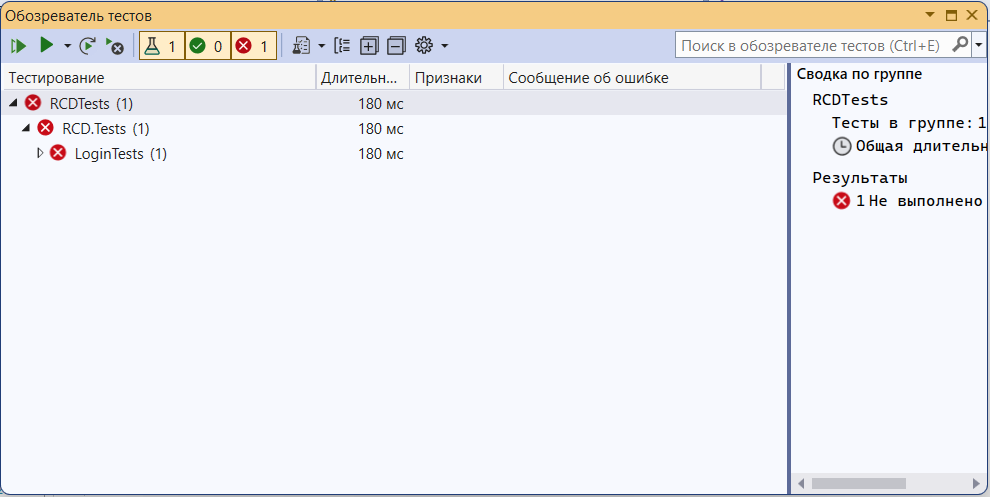 Обозреватель тестов
1 0 1
Поиск в обозревателе тестов (Ctrl+E)
Тестирование Длительн... Признаки Сообщение об ошибке
RCDTests (1) 180 мс
RCD.Tests (1) 180 мс
LoginTests (1) 180 мс
Сводка по группе
RCDTests
Тесты в группе: 1
Общая длительн
Результаты
1 Не выполнено